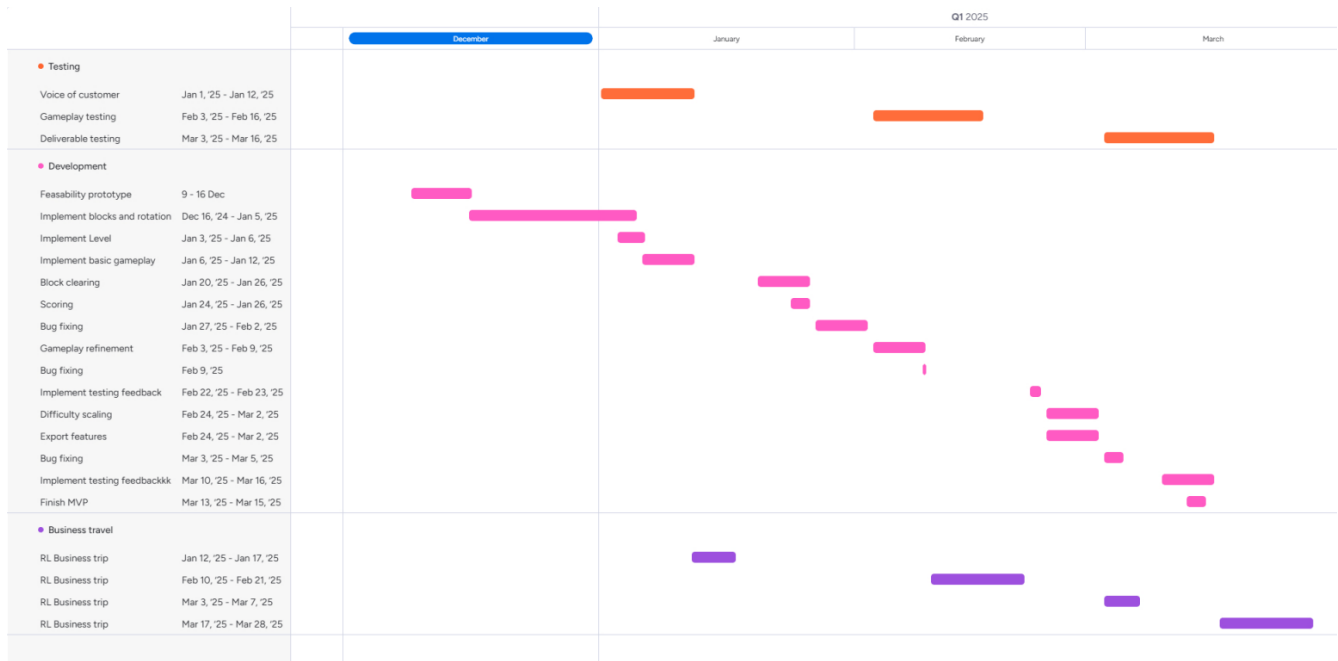 Q1 2025
December January February March
Testing
Voice of customer Jan 1, '25 - Jan 12, '25
Gameplay testing Feb 3, '25 - Feb 16, '25
Deliverable testing Mar 3, '25 - Mar 16, '25
Development
Feasability prototype 9 - 16 Dec
Implement blocks and rotation Dec 16, '24 - Jan 5, '25
Implement Level Jan 3, '25 - Jan 6, '25
Implement basic gameplay Jan 6, '25 - Jan 12, '25
Block clearing Jan 20, '25 - Jan 26, '25
Scoring Jan 24, '25 - Jan 26, '25
Bug fixing Jan 27, '25 - Feb 2, '25
Gameplay refinement Feb 3, '25 - Feb 9, '25
Bug fixing Feb 9, '25
Implement testing feedback Feb 22, '25 - Feb 23, '25
Difficulty scaling Feb 24, '25 - Mar 2, '25
Export features Feb 24, '25 - Mar 2, '25
Bug fixing Mar 3, '25 - Mar 5, '25
Implement testing feedbackkk Mar 10, '25 - Mar 16, '25
Finish MVP Mar 13, '25 - Mar 15, '25
Business travel
RL Business trip Jan 12, '25 - Jan 17, '25
RL Business trip Feb 10, '25 - Feb 21, '25
RL Business trip Mar 3, '25 - Mar 7, '25
RL Business trip Mar 17, '25 - Mar 28, '25